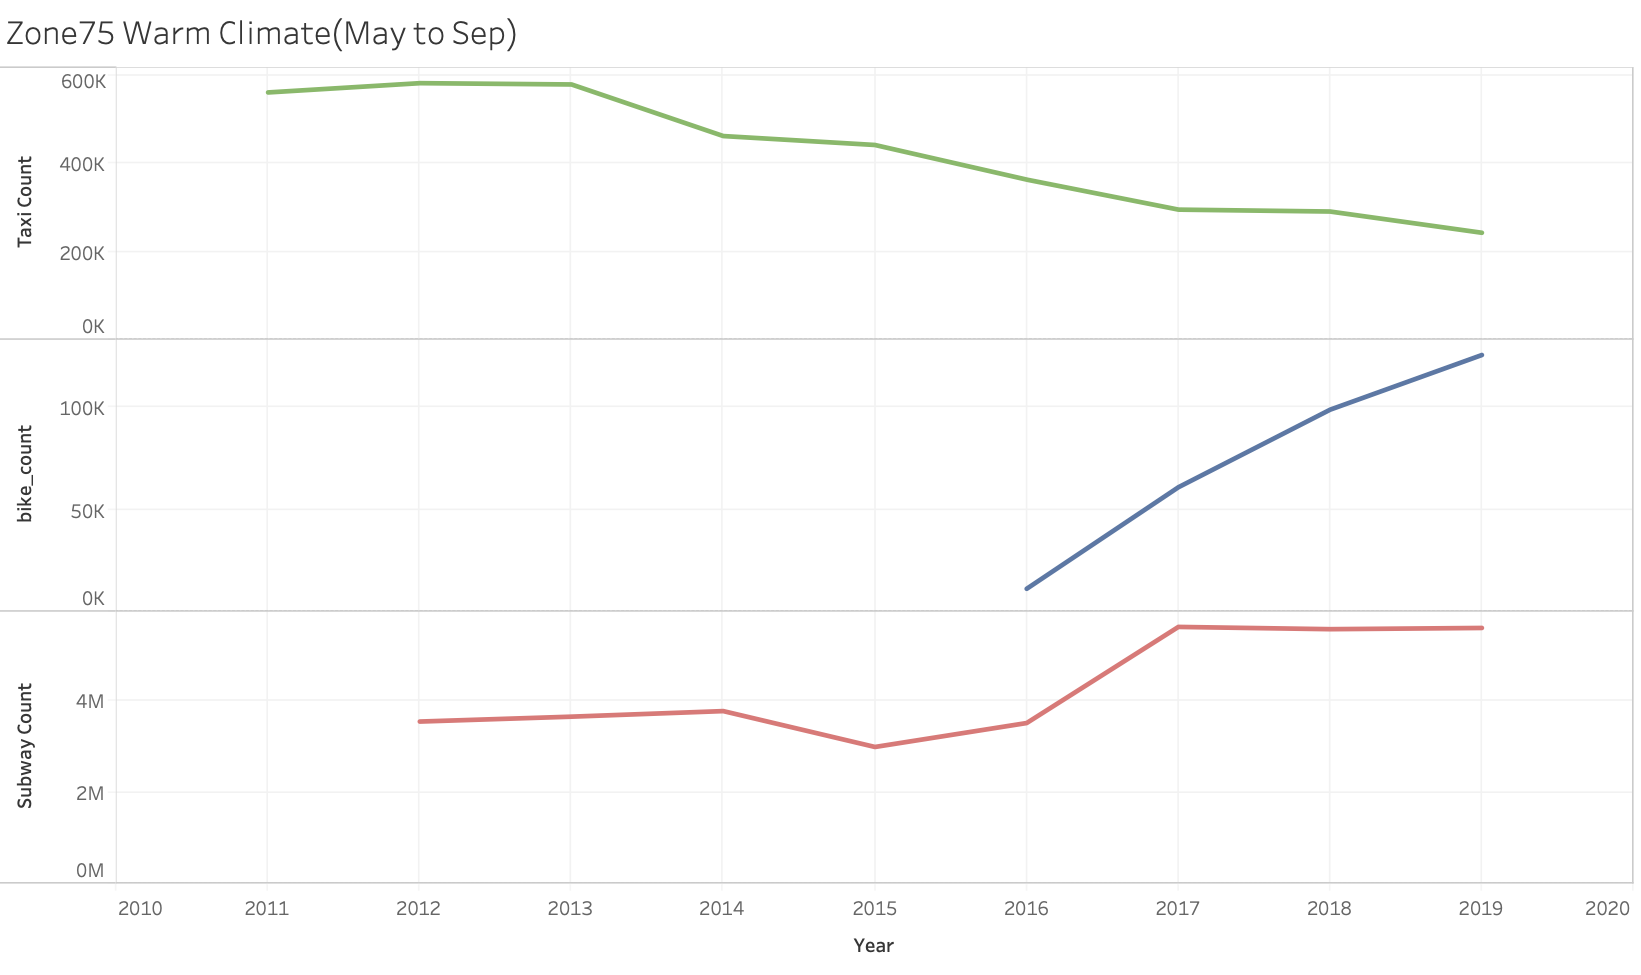 Zone75 Warm Climate(May to Sep)
600K
400K
200K
0K
Taxi Count
100K
50K
0K
bike_count
4M
2M
0M
Subway Count
2010 2011 2012 2013 2014 2015 2016 2017 2018 2019 2020
Year